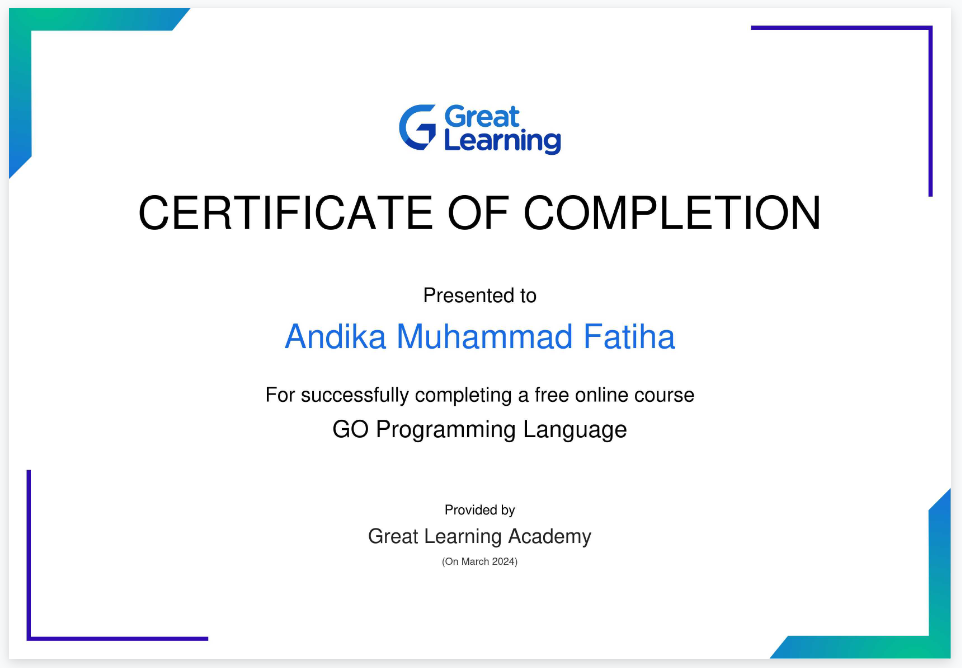 Great
Learning
CERTIFICATE OF COMPLETION
Presented to
Andika Muhammad Fatiha
For successfully completing a free online course
GO Programming Language
Provided by
Great Learning Academy
(On March 2024)